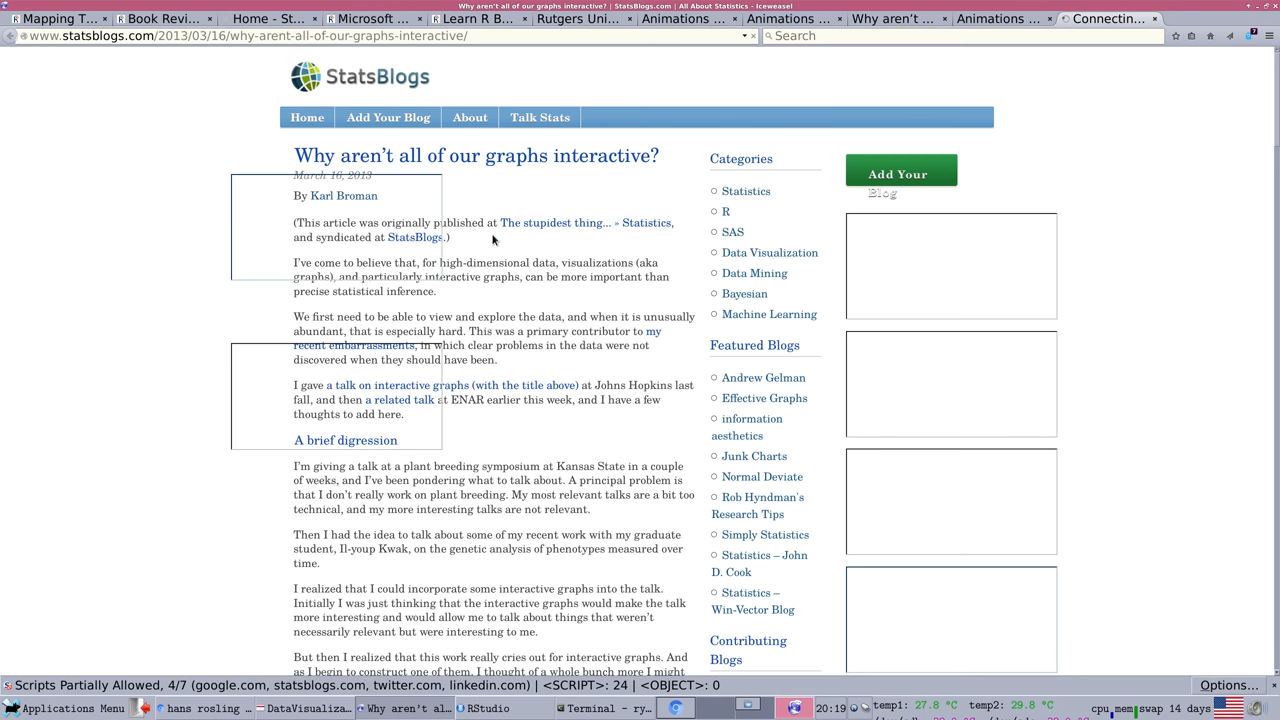 Why aren't all of our graphs interactive? | StatsBlogs.com | All About Statistics - Iceweasel
Mapping T...
Book Revi...
Home - St...
Microsoft ...
Learn R B...
Rutgers Uni...
Animations ...
Animations ...
Why aren't ...
Animations ...
Connectin...
www.statsblogs.com/2013/03/16/why-arent-all-of-our-graphs-interactive/
Search
StatsBlogs
Home
Add Your Blog
About
Talk Stats
Why aren't all of our graphs interactive?
March 16, 2013
By Karl Broman
(This article was originally published at The stupidest thing... » Statistics,
and syndicated at StatsBlogs.)
I've come to believe that, for high-dimensional data, visualizations (aka
graphs), and particularly interactive graphs, can be more important than
precise statistical inference.
We first need to be able to view and explore the data, and when it is unusually
abundant, that is especially hard. This was a primary contributor to my
recent embarrassments, in which clear problems in the data were not
discovered when they should have been.
I gave a talk on interactive graphs (with the title above) at Johns Hopkins last
fall, and then a related talk at ENAR earlier this week, and I have a few
thoughts to add here.
A brief digression
I'm giving a talk at a plant breeding symposium at Kansas State in a couple
of weeks, and I've been pondering what to talk about. A principal problem is
that I don't really work on plant breeding. My most relevant talks are a bit too
technical, and my more interesting talks are not relevant.
Then I had the idea to talk about some of my recent work with my graduate
student, Il-youp Kwak, on the genetic analysis of phenotypes measured over
time.
I realized that I could incorporate some interactive graphs into the talk.
Initially I was just thinking that the interactive graphs would make the talk
more interesting and would allow me to talk about things that weren't
necessarily relevant but were interesting to me.
But then I realized that this work really cries out for interactive graphs. And
as I begin to construct one of them, I thought of a whole bunch more I might
Categories
Statistics
R
SAS
Data Visualization
Data Mining
Bayesian
Machine Learning
Featured Blogs
Andrew Gelman
Effective Graphs
information
aesthetics
Junk Charts
Normal Deviate
Rob Hyndman's
Research Tips
Simply Statistics
Statistics – John
D. Cook
Statistics –
Win-Vector Blog
Contributing
Blogs
Add Your
Blog
Scripts Partially Allowed, 4/7 (google.com, statsblogs.com, twitter.com, linkedin.com) | <SCRIPT>: 24 | <OBJECT>: 0
Options...
Applications Menu
hans rosling ...
DataVisualiza...
Why aren't al...
RStudio
Terminal - ry...
20:19
temp1: 27.8 °C temp2: 29.8 °C
cpu mem swap 14 days